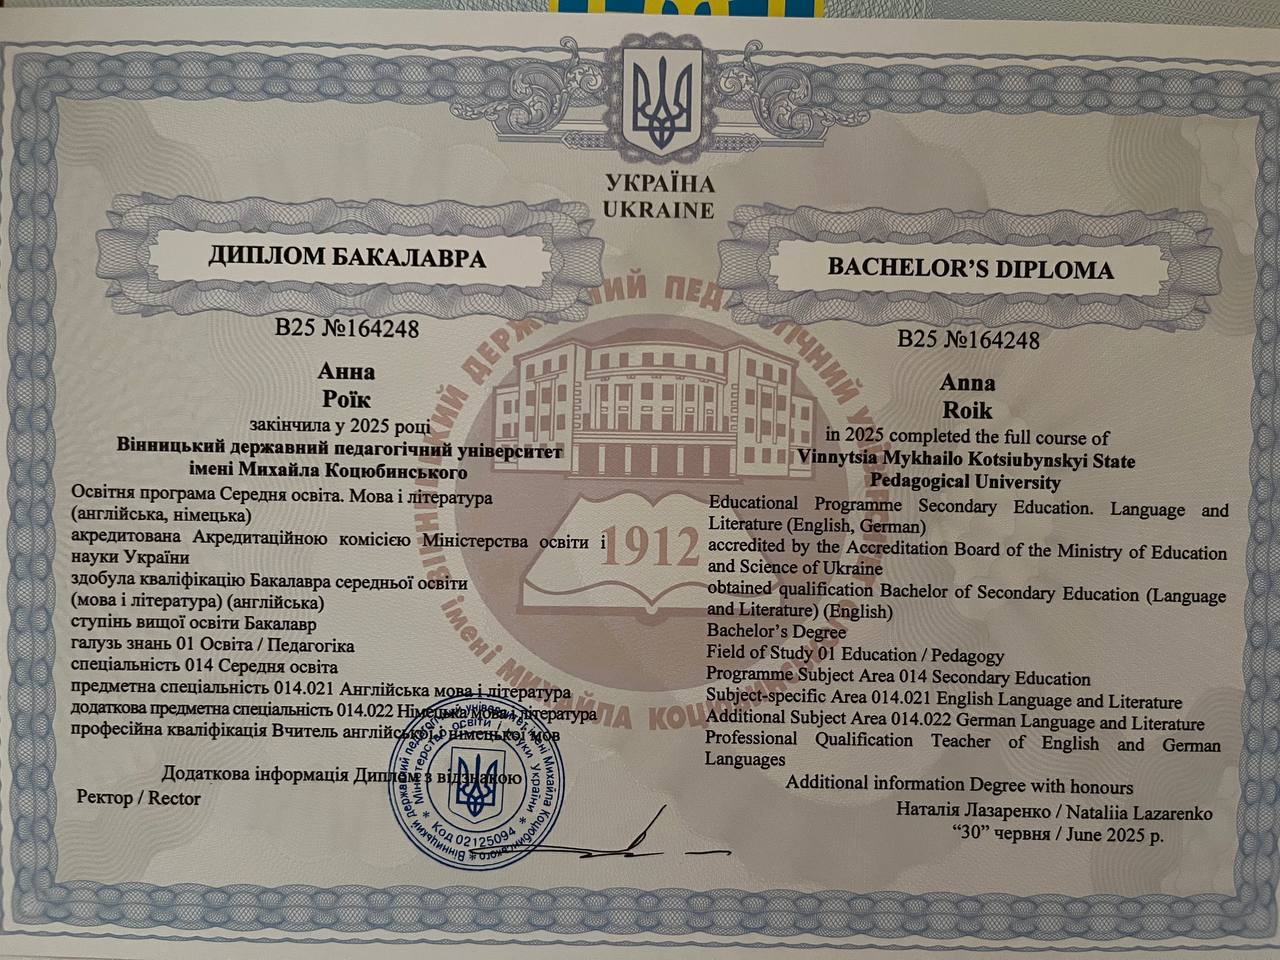 УКРАЇНА
UKRAINE
ДИПЛОМ БАКАЛАВРА
В25 №164248
Анна
Роїк
закінчила у 2025 році
Вінницький державний педагогічний університет
імені Михайла Коцюбинського
Освітня програма Середня освіта. Мова і література
(англійська, німецька)
акредитована Акредитаційною комісією Міністерства освіти і
науки України
здобула кваліфікацію Бакалавра середньої освіти
(мова і література) (англійська)
ступінь вищої освіти Бакалавр
галузь знань 01 Освіта / Педагогіка
спеціальність 014 Середня освіта
предметна спеціальність 014.021 Англійська мова і література
додаткова предметна спеціальність 014.022 Німецька мова і література
професійна кваліфікація Вчитель англійської і німецької мов
Додаткова інформація Диплом з відзнакою
Ректор / Rector
BACHELOR'S DIPLOMA
B25 №164248
Anna
Roik
in 2025 completed the full course of
Vinnytsia Mykhailo Kotsiubynskyi State
Pedagogical University
Educational Programme Secondary Education. Language and
Literature (English, German)
accredited by the Accreditation Board of the Ministry of Education
and Science of Ukraine
obtained qualification Bachelor of Secondary Education (Language
and Literature) (English)
Bachelor's Degree
Field of Study 01 Education / Pedagogy
Programme Subject Area 014 Secondary Education
Subject-specific Area 014.021 English Language and Literature
Additional Subject Area 014.022 German Language and Literature
Professional Qualification Teacher of English and German
Languages
Additional information Degree with honours
Наталія Лазаренко / Nataliia Lazarenko
“30” червня / June 2025 р.
1912
імені МИХАЙЛА
Міністерство освіти і науки України
Код 02125094